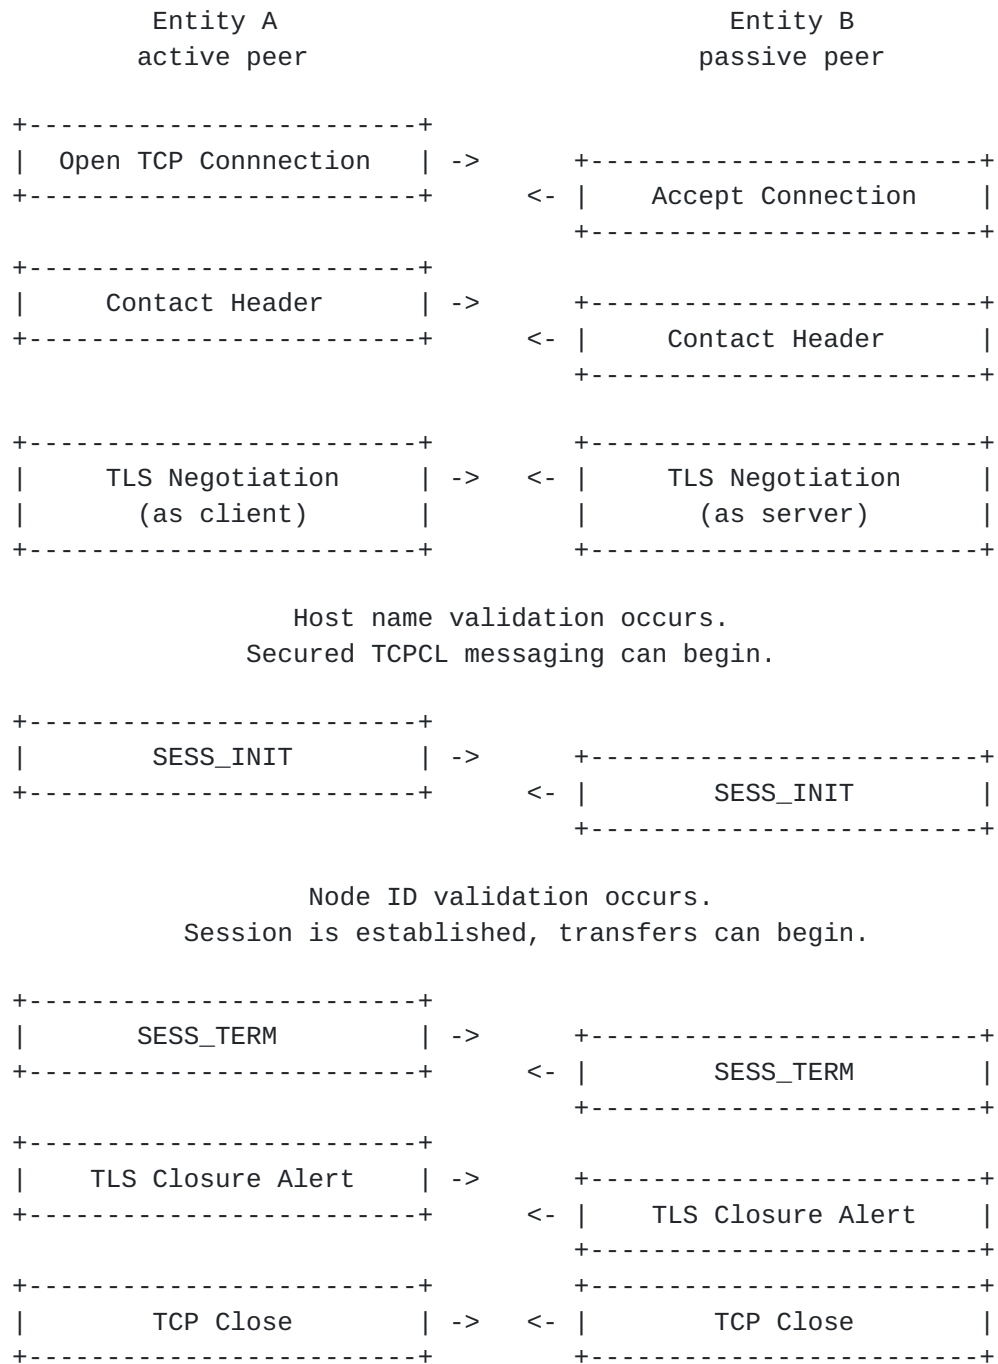 Entity A                             Entity B
active peer                         passive peer
+-------------------------+
|  Open TCP Connnection   | ->      +-------------------------+
+-------------------------+      <- |    Accept Connection    |
                                    +-------------------------+
+-------------------------+
|     Contact Header      | ->      +-------------------------+
+-------------------------+      <- |     Contact Header      |
                                    +-------------------------+
+-------------------------+         +-------------------------+
|     TLS Negotiation     | ->   <- |     TLS Negotiation     |
|       (as client)       |         |       (as server)       |
+-------------------------+         +-------------------------+
Host name validation occurs.
Secured TCPCL messaging can begin.
+-------------------------+
|        SESS_INIT        | ->      +-------------------------+
+-------------------------+      <- |        SESS_INIT        |
                                    +-------------------------+
Node ID validation occurs.
Session is established, transfers can begin.
+-------------------------+
|       SESS_TERM         | ->      +-------------------------+
+-------------------------+      <- |        SESS_TERM        |
                                    +-------------------------+
+-------------------------+
|    TLS Closure Alert    | ->      +-------------------------+
+-------------------------+      <- |    TLS Closure Alert    |
                                    +-------------------------+
+-------------------------+         +-------------------------+
|        TCP Close        | ->   <- |        TCP Close        |
+-------------------------+         +-------------------------+